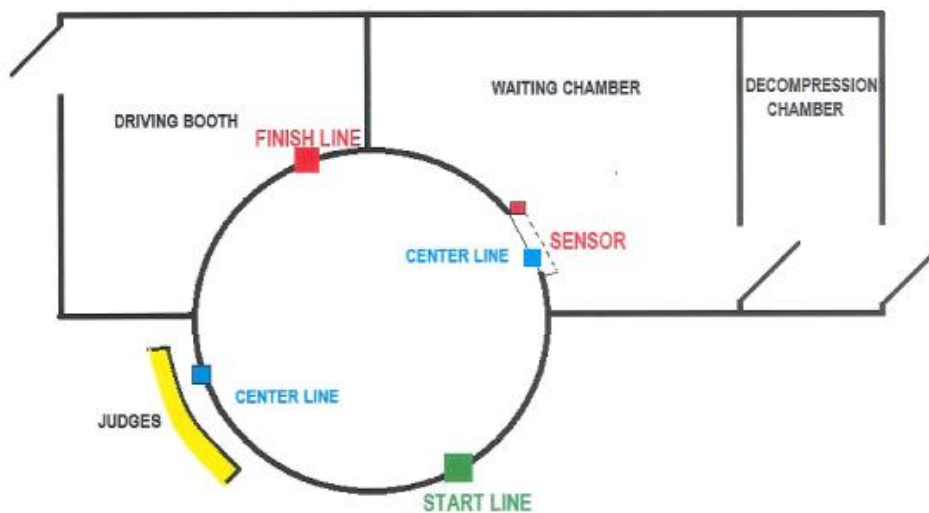 WAITING CHAMBER
DECOMPRESSION
CHAMBER
DRIVING BOOTH
FINISH LINE
SENSOR
CENTER LINE
CENTER LINE
JUDGES
START LINE